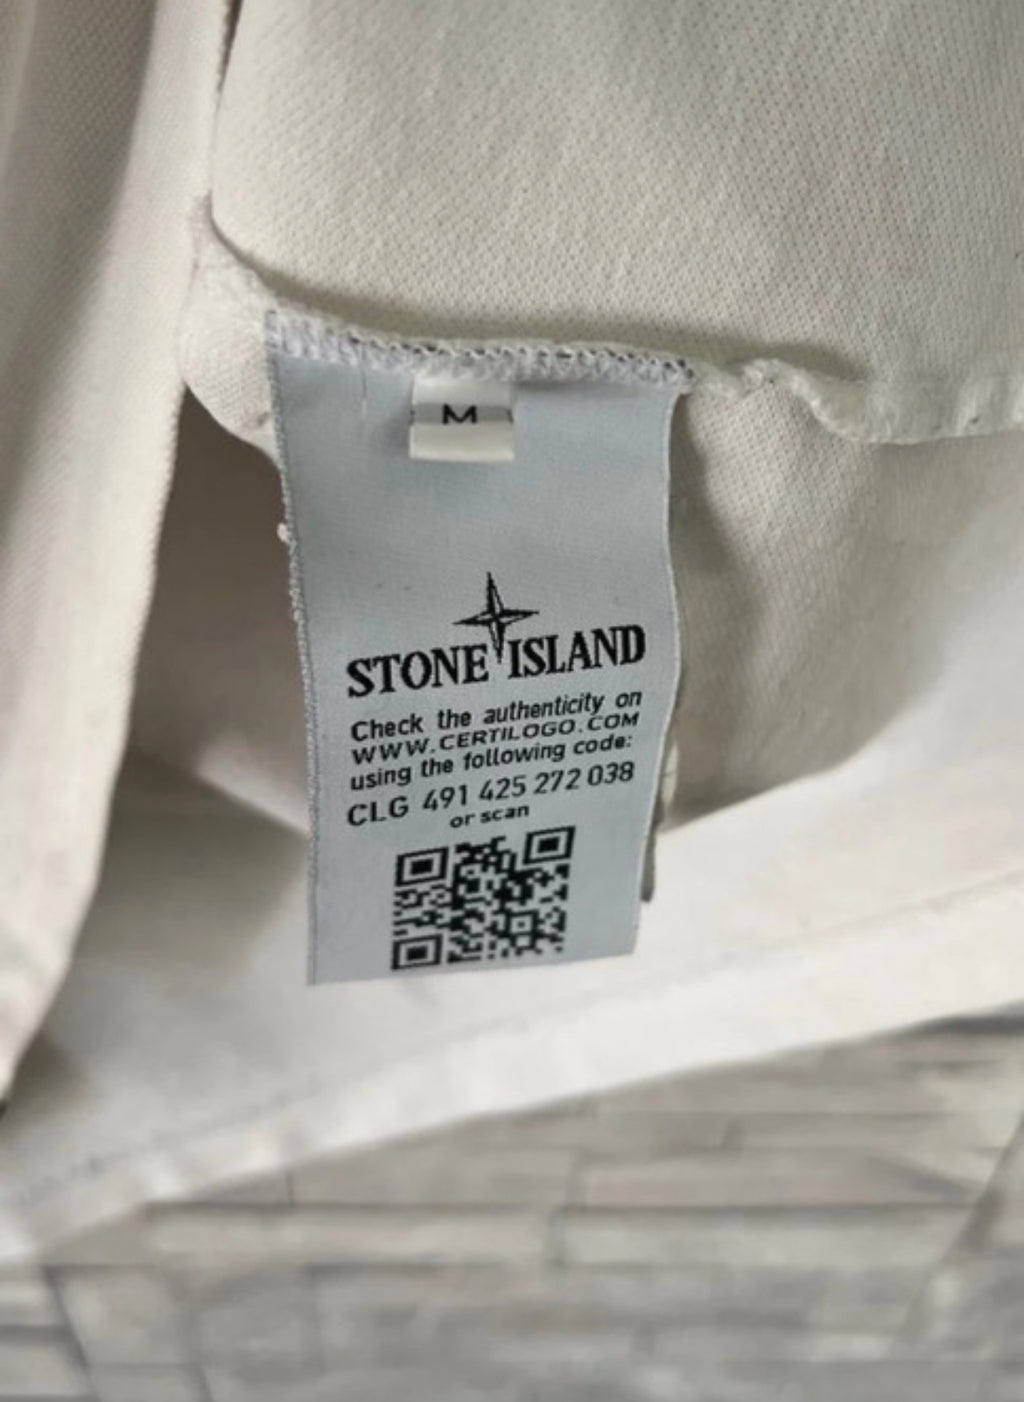 M
STONE ISLAND
Check the authenticity on
WWW.CERTILOGO.COM
using the following code:
CLG 491 425 272 038
or scan